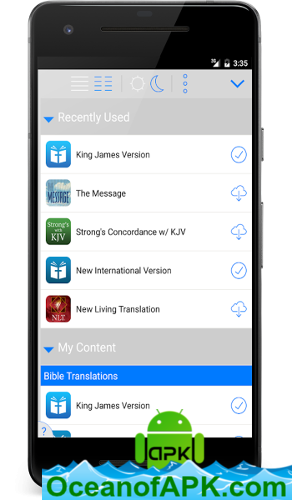 3:35
Recently Used
King James Version
MESSAGE
The Message
Strong's
with
KJV
Strong's Concordance w/ KJV
New International Version
NLT
New Living Translation
My Content
Bible Translations
King James Version
?
apk
OceanofAPK.com